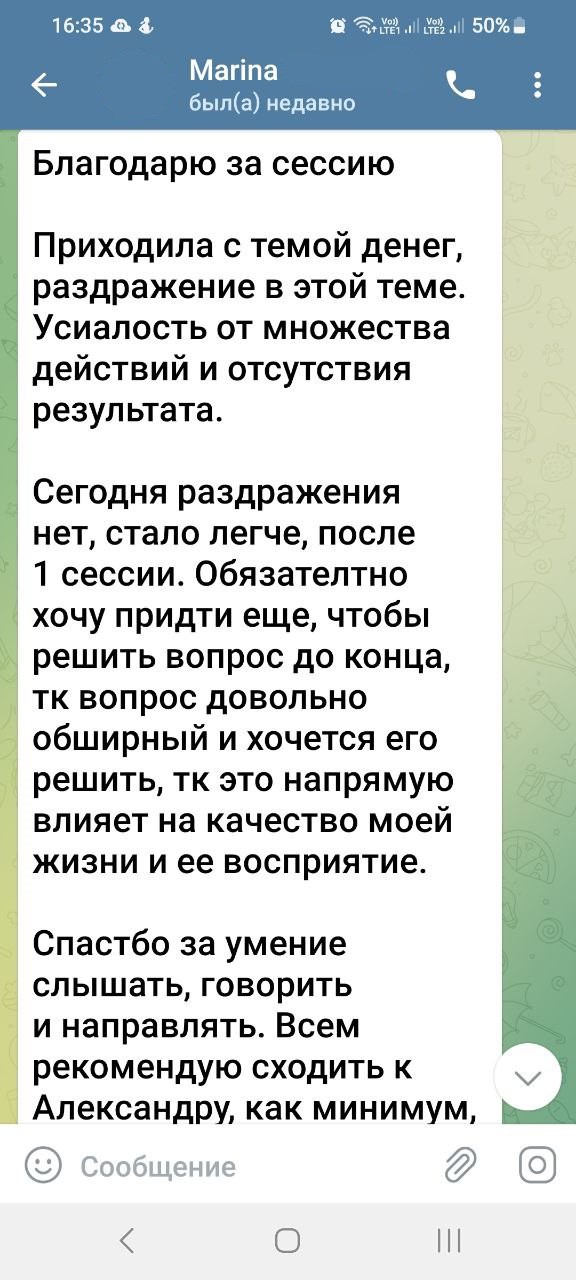 16:35
Vo)) LTE1 Vo)) LTE2 50%
Marina
был(а) недавно
Благодарю за сессию
Приходила с темой денег,
раздражение в этой теме.
Усиалость от множества
действий и отсутствия
результата.
Сегодня раздражения
нет, стало легче, после
1 сессии. Обязателтно
хочу придти еще, чтобы
решить вопрос до конца,
тк вопрос довольно
обширный и хочется его
решить, тк это напрямую
влияет на качество моей
жизни и ее восприятие.
Спастбо за умение
слышать, говорить
и направлять. Всем
рекомендую сходить к
Александру, как минимум,
Сообщение